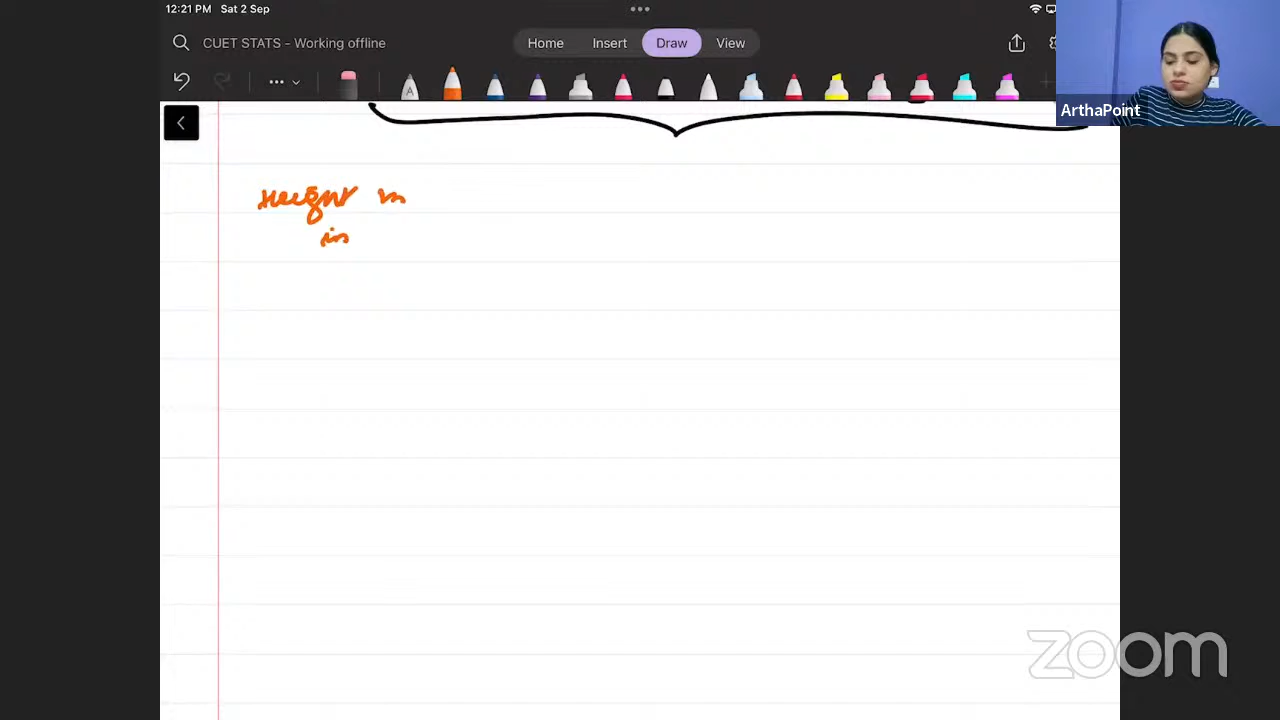 12:21 PM Sat 2 Sep
CUET STATS - Working offline
Home Insert Draw View
A
ArthaPoint
Height in
in
zoom